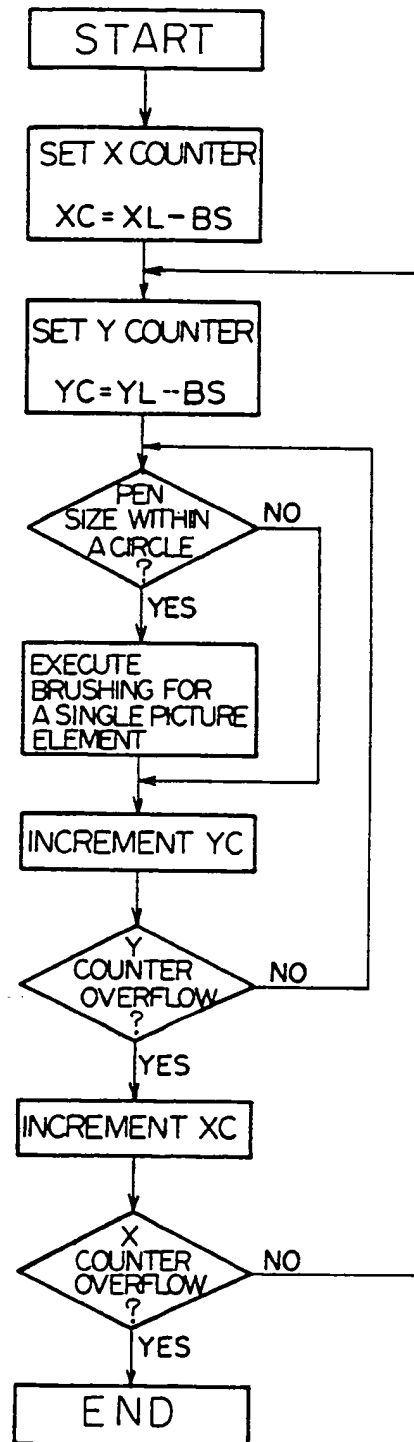 START
SET X COUNTER
XC=XL-BS
SET Y COUNTER
YC=YL-BS
PEN
SIZE WITHIN
A CIRCLE
?
NO
YES
EXECUTE
BRUSHING FOR
A SINGLE PICTURE
ELEMENT
INCREMENT YC
Y
COUNTER
OVERFLOW
?
NO
YES
INCREMENT XC
X
COUNTER
OVERFLOW
?
NO
YES
END